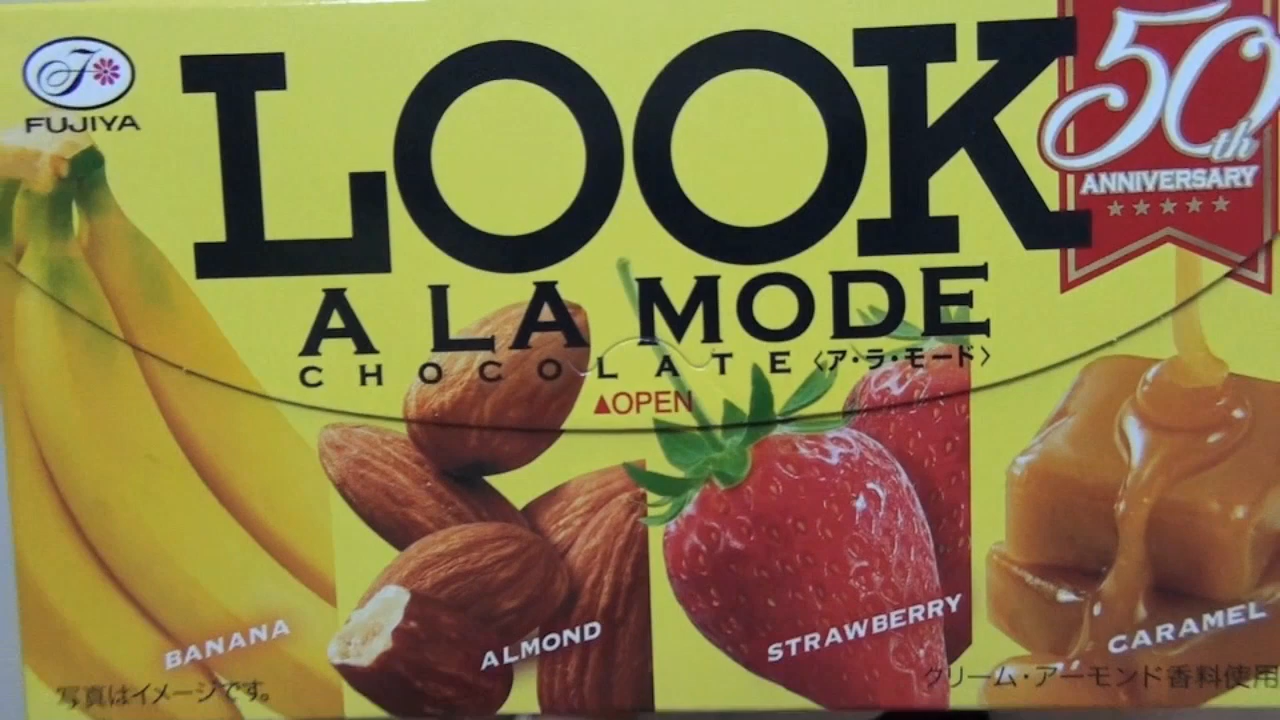 FUJIYA
LOOK
50th
ANNIVERSARY
A LA MODE
CHOCOLATE〈ア・ラ・モード〉
▲OPEN
BANANA
ALMOND
STRAWBERRY
CARAMEL
写真はイメージです。
クリーム・アーモンド香料使用